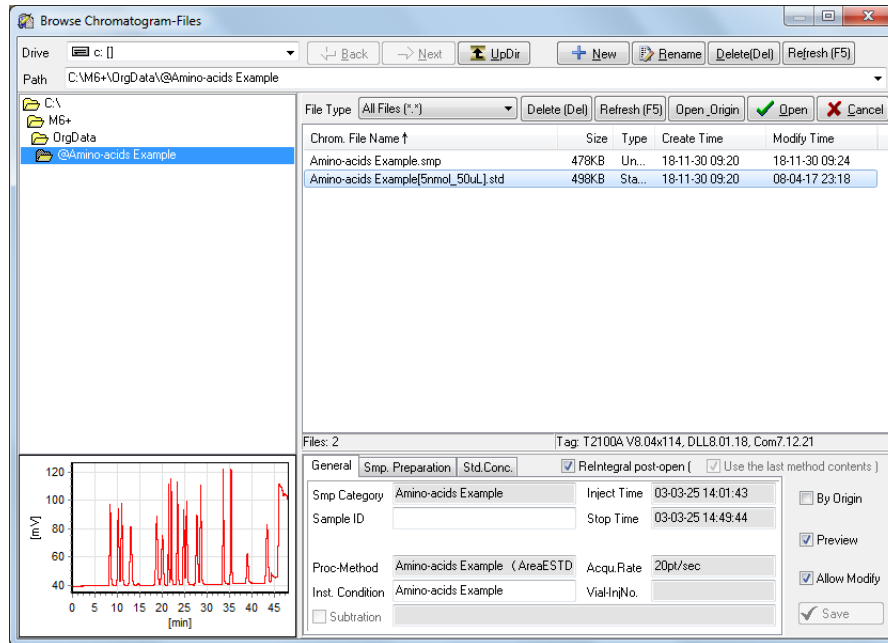 Browse Chromatogram-Files
Drive c: [] Back Next UpDir New Rename Delete(Del) Refresh (F5)
Path C:\M6+\OrgData\@Amino-acids Example
C:\
M6+
OrgData
@Amino-acids Example
File Type All Files (*.*) Delete (Del) Refresh (F5) Open_Origin Open Cancel
Chrom. File Name Size Type Create Time Modify Time
Amino-acids Example.smp 478KB Un... 18-11-30 09:20 18-11-30 09:24
Amino-acids Example[5nmol_50uL].std 498KB Sta... 18-11-30 09:20 08-04-17 23:18
Files: 2 Tag: T2100A V8.04x114, DLL8.01.18, Com7.12.21
General Smp. Preparation Std.Conc. ReIntegral post-open ( Use the last method contents )
Smp Category Amino-acids Example Inject Time 03-03-25 14:01:43 By Origin
Sample ID Stop Time 03-03-25 14:49:44
Preview
Proc-Method Amino-acids Example (AreaESTD Acqu.Rate 20pt/sec
Inst. Condition Amino-acids Example Vial-InjNo. Allow Modify
Subtration Save
120
100
80
60
40
[mV]
0 5 10 15 20 25 30 35 40 45
[min]